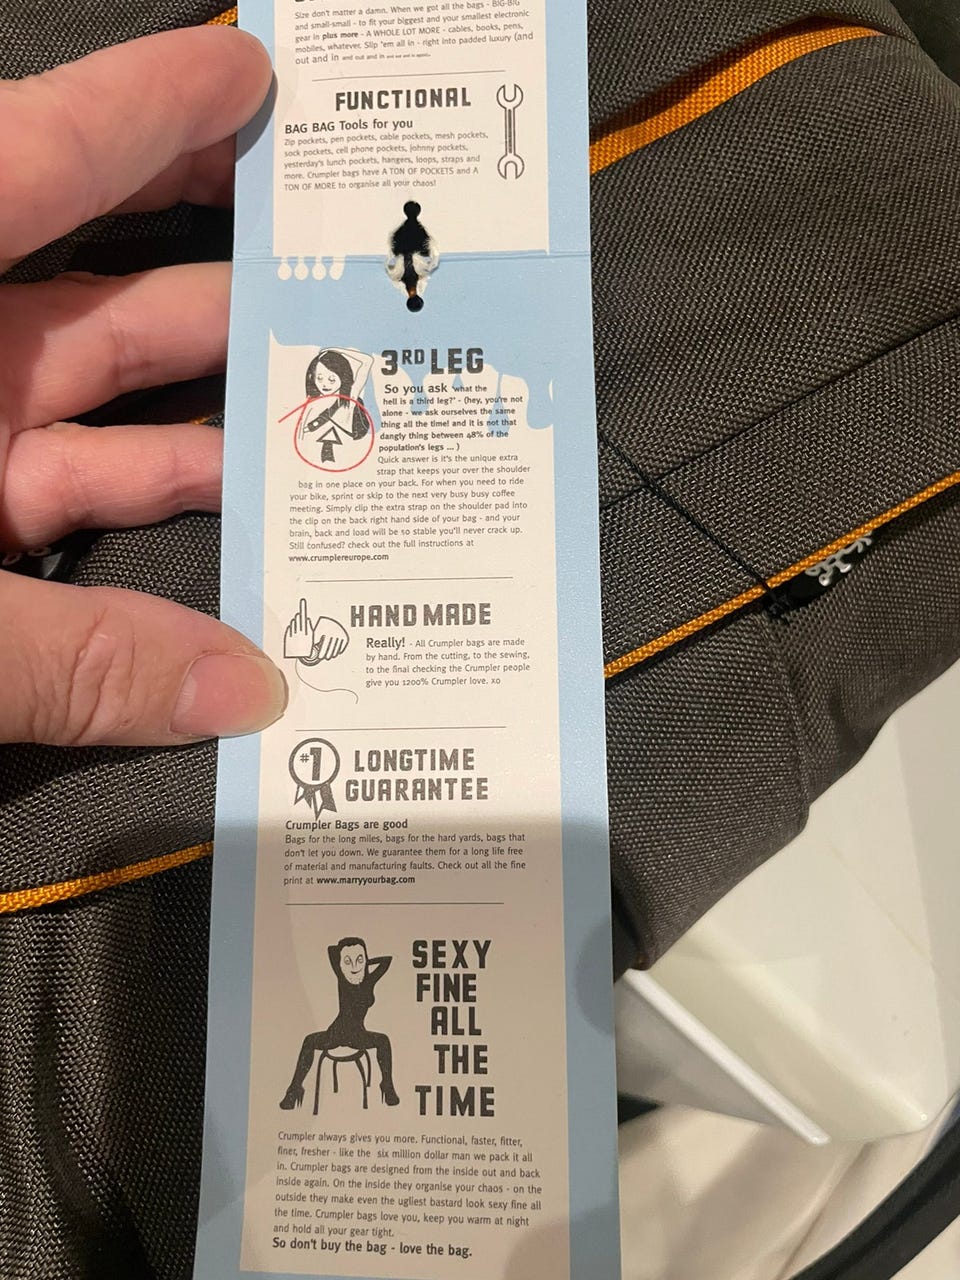 Size don't matter a damn. When we got all the bags - BIG-BIG
and small-small - to fit your biggest and your smallest electronic
gear in plus more - A WHOLE LOT MORE - cables, books, pens,
mobiles, whatever. Slip 'em all in - right into padded luxury (and
out and in and out and in and out and in again...
FUNCTIONAL
BAG BAG Tools for you
Zip pockets, pen pockets, cable pockets, mesh pockets,
sock pockets, cell phone pockets, johnny pockets,
yesterday's lunch pockets, hangers, loops, straps and
more. Crumpler bags have A TON OF POCKETS and A
TON OF MORE to organise all your chaos!
3RD LEG
So you ask 'what the
hell is a third leg?' - (hey, you're not
alone - we ask ourselves the same
thing all the time! and it is not that
dangly thing between 48% of the
population's legs ... )
Quick answer is it's the unique extra
strap that keeps your over the shoulder
bag in one place on your back. For when you need to ride
your bike, sprint or skip to the next very busy busy coffee
meeting. Simply clip the extra strap on the shoulder pad into
the clip on the back right hand side of your bag - and your
brain, back and load will be so stable you'll never crack up.
Still confused? check out the full instructions at
www.crumplereurope.com
HAND MADE
Really! - All Crumpler bags are made
by hand. From the cutting, to the sewing,
to the final checking the Crumpler people
give you 1200% Crumpler love. xo
#1
LONGTIME
GUARANTEE
Crumpler Bags are good
Bags for the long miles, bags for the hard yards, bags that
don't let you down. We guarantee them for a long life free
of material and manufacturing faults. Check out all the fine
print at www.marryyourbag.com
SEXY
FINE
ALL
THE
TIME
Crumpler always gives you more. Functional, faster, fitter,
finer, fresher - like the six million dollar man we pack it all
in. Crumpler bags are designed from the inside out and back
inside again. On the inside they organise your chaos - on the
outside they make even the ugliest bastard look sexy fine all
the time. Crumpler bags love you, keep you warm at night
and hold all your gear tight.
So don't buy the bag - love the bag.